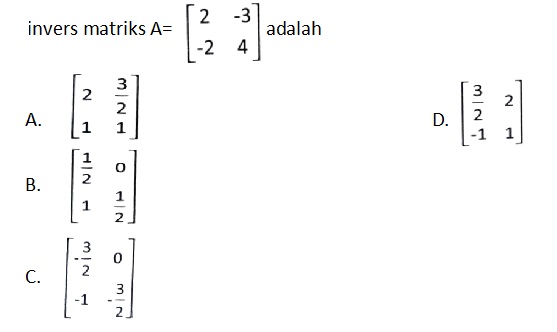 invers matriks A= [2 -3
-2 4] adalah
A. [2 3/2
1 1]
B. [1/2 0
1 1/2]
C. [-3/2 0
-1 -3/2]
D. [3/2 2
-1 1]